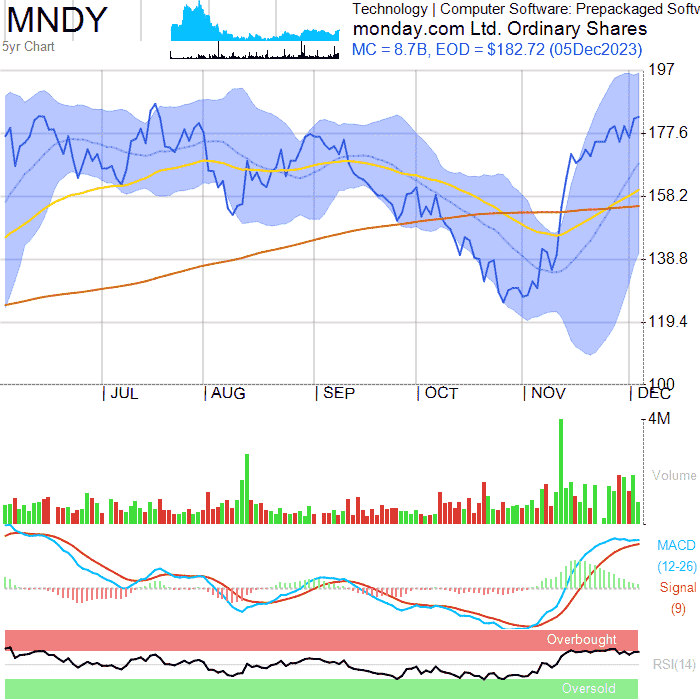 MNDY
5yr Chart
Technology | Computer Software: Prepackaged Softw
monday.com Ltd. Ordinary Shares
MC = 8.7B, EOD = $182.72 (05Dec2023)
197
177.6
158.2
138.8
119.4
100
JUL AUG SEP OCT NOV DEC
4M
Volume
MACD
(12-26)
Signal
(9)
Overbought
RSI(14)
Oversold